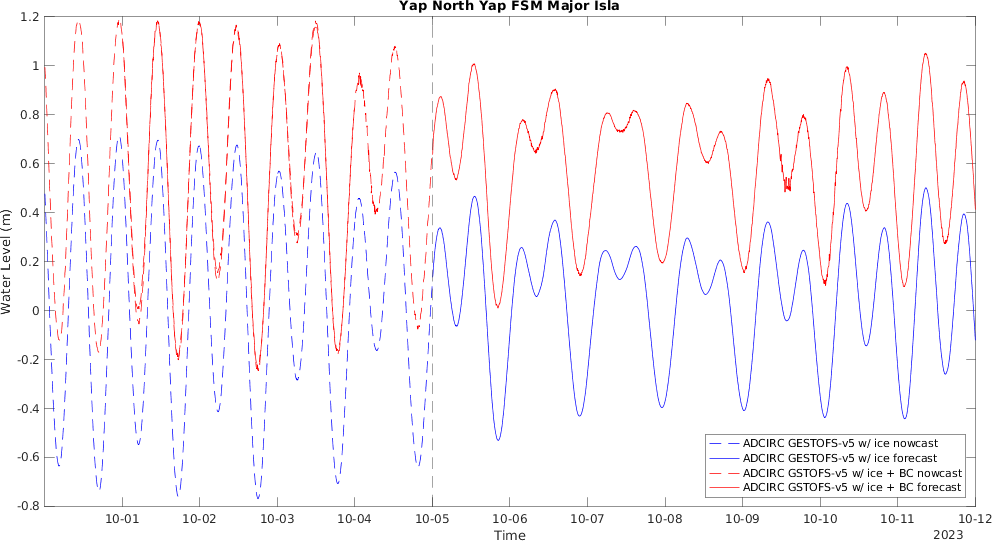 Yap North Yap FSM Major Isla
1.2
1
0.8
0.6
0.4
0.2
0
-0.2
-0.4
-0.6
-0.8
Water Level (m)
ADCIRC GESTOFS-v5 w/ ice nowcast
ADCIRC GESTOFS-v5 w/ ice forecast
ADCIRC GSTOFS-v5 w/ ice + BC nowcast
ADCIRC GSTOFS-v5 w/ ice + BC forecast
10-01 10-02 10-03 10-04 10-05 10-06 10-07 10-08 10-09 10-10 10-11 10-12
Time
2023